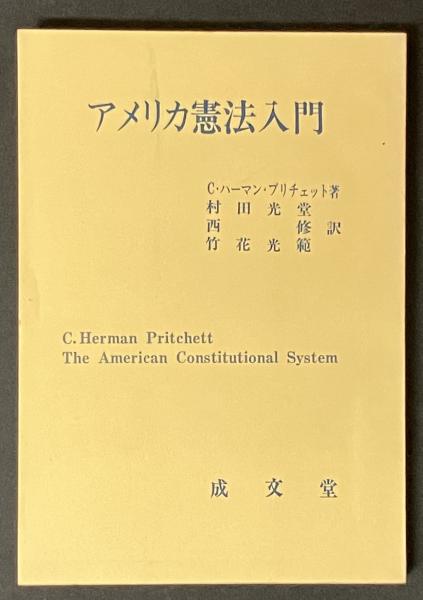 アメリカ憲法入門
C・ハーマン・プリチェット著
村田光堂
西修訳
竹花光範
C. Herman Pritchett
The American Constitutional System
成文堂